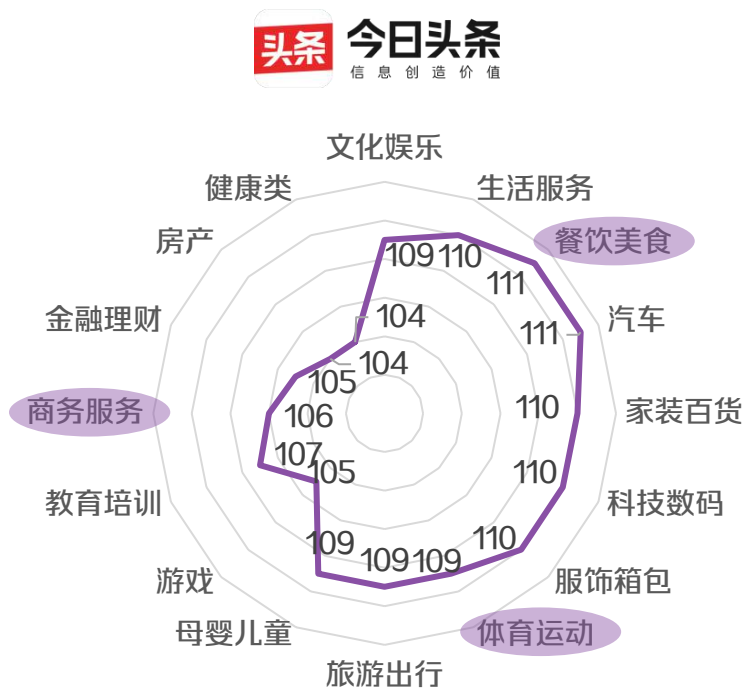 头条
今日头条
信息创造价值
文化娱乐
健康类
生活服务
房产
餐饮美食
109
110
111
金融理财
104
111
汽车
104
105
商务服务
106
110
家装百货
107
105
110
教育培训
科技数码
109
109
109
110
游戏
服饰箱包
母婴儿童
体育运动
旅游出行